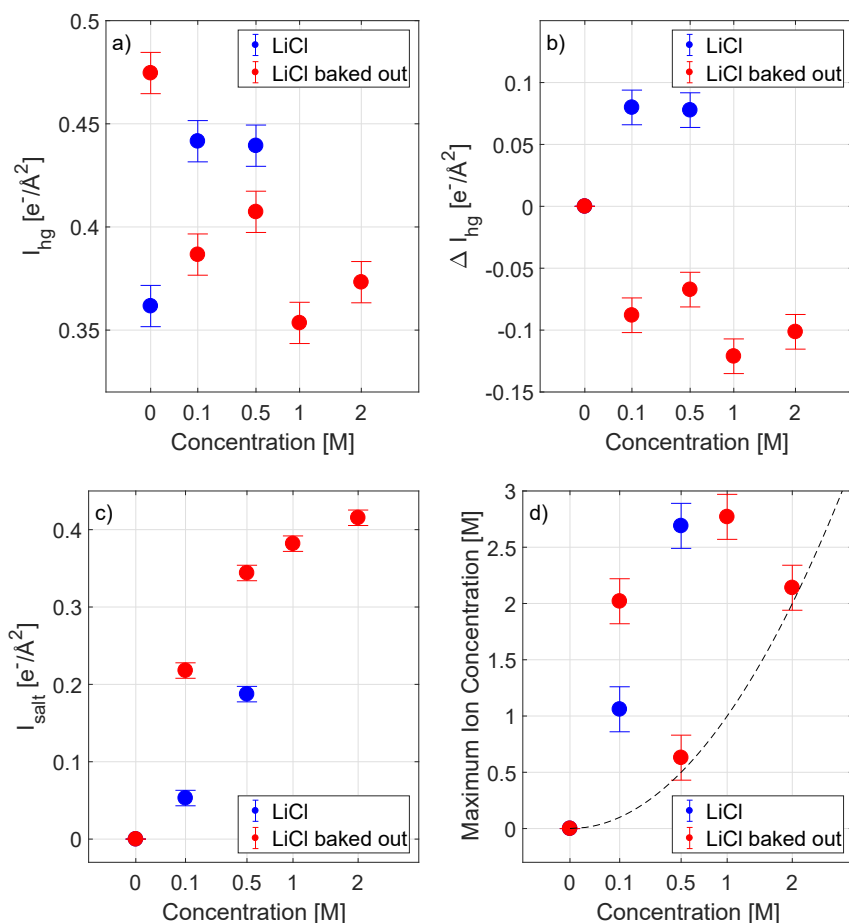 a)
LiCl
LiCl baked out
0.5
0.45
0.4
0.35
I_hg [e⁻/Å²]
0 0.1 0.5 1 2
Concentration [M]
b)
LiCl
LiCl baked out
0.1
0.05
0
-0.05
-0.1
-0.15
Δ I_hg [e⁻/Å²]
0 0.1 0.5 1 2
Concentration [M]
c)
0.4
0.3
0.2
0.1
0
I_salt [e⁻/Å²]
LiCl
LiCl baked out
0 0.1 0.5 1 2
Concentration [M]
d)
3
2.5
2
1.5
1
0.5
0
Maximum Ion Concentration [M]
LiCl
LiCl baked out
0 0.1 0.5 1 2
Concentration [M]